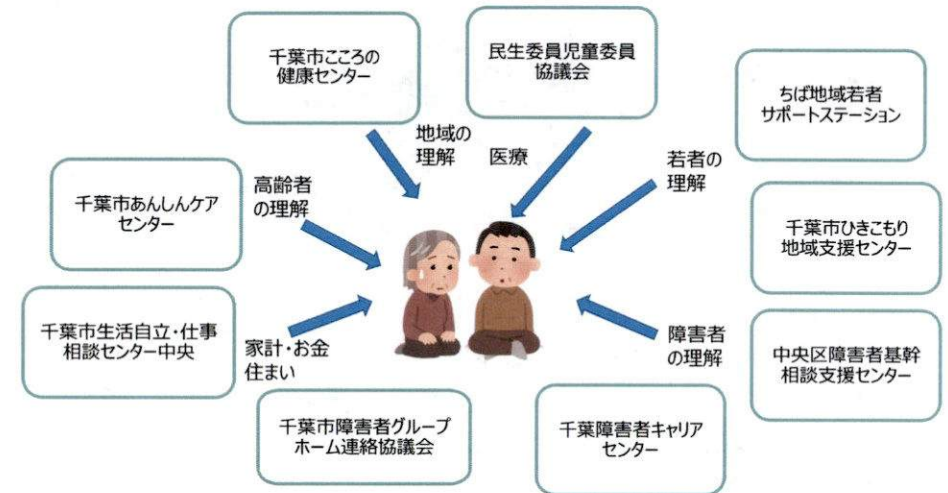 千葉市こころの
健康センター
民生委員児童委員
協議会
ちば地域若者
サポートステーション
地域の
理解
医療
若者の
理解
千葉市あんしんケア
センター
高齢者
の理解
千葉市ひきこもり
地域支援センター
千葉市生活自立・仕事
相談センター中央
家計・お金
住まい
障害者
の理解
中央区障害者基幹
相談支援センター
千葉市障害者グループ
ホーム連絡協議会
千葉障害者キャリア
センター